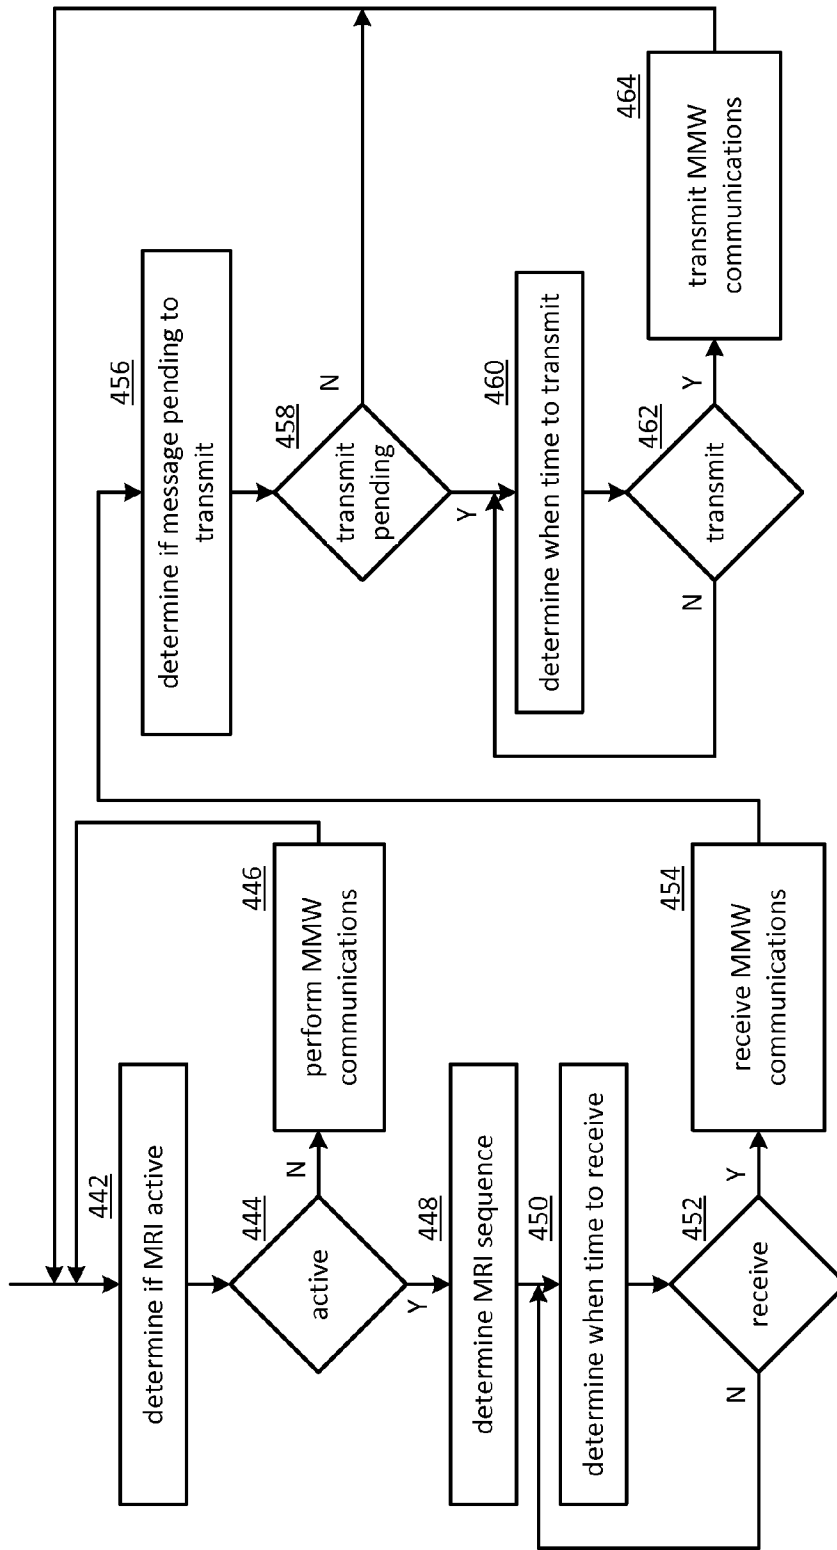 442
determine if MRI active
444
active
N
Y
446
perform MMW
communications
448
determine MRI sequence
450
determine when time to receive
452
receive
N
Y
454
receive MMW
communications
456
determine if message pending to
transmit
458
transmit
pending
N
Y
460
determine when time to transmit
462
transmit
N
Y
464
transmit MMW
communications